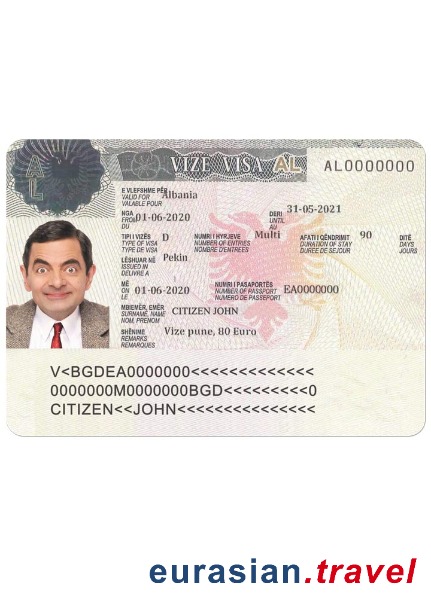 AL
VIZE VISA AL
AL0000000
E VLEFSHME PËR
VALID FOR Albania
VALABLE POUR
NGA DERI 31-05-2021
FROM 01-06-2020 UNTIL
DU AU
TIPI I VIZËS D NUMRI I HYRJEVE Multi AFATI I QËNDRIMIT 90 DITË
TYPE OF VISA NUMBER OF ENTRIES DURATION OF STAY DAYS
TYPE DE VISA NOMBRE D'ENTRÉES DURÉE DE SEJOUR JOURS
LËSHUAR NË Pekin
ISSUED IN
DÉLIVRÉ A
MË NUMRI I PASAPORTËS
ON 01-06-2020 NUMBER OF PASSPORT EA0000000
LE NUMERO DE PASSEPORT
MBIEMËR, EMËR
SURNAME, NAME CITIZEN JOHN
NOM, PRENOM
SHËNIME Vize pune, 80 Euro
REMARKS
REMARQUES
V<BGDEA0000000<<<<<<<<<<<<<
0000000M0000000BGD<<<<<<<<<0
CITIZEN<<JOHN<<<<<<<<<<<<<<<
eurasian.travel